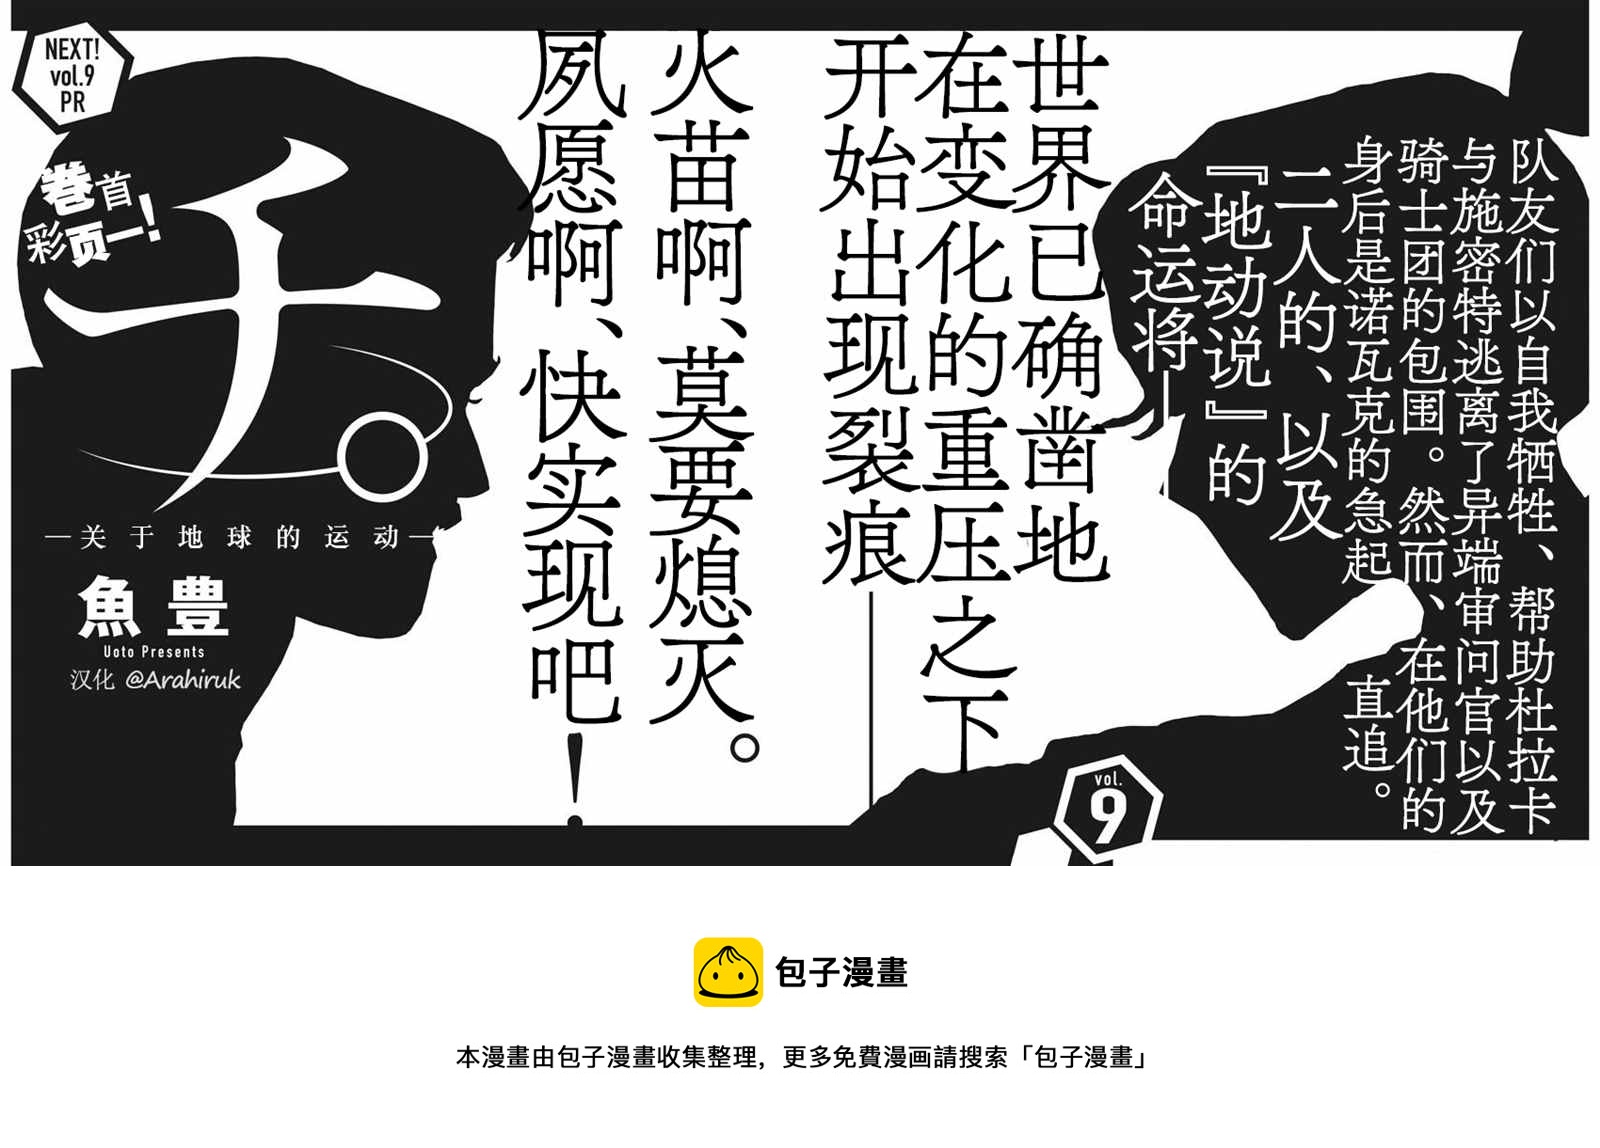 队友们以自我牺牲、帮助杜拉卡
与施密特逃离了异端审问官以及
骑士团的包围。然而、在他们的
身后是诺瓦克的急起直追。
二人的、以及
『地动说』的
命运将——
世界已确凿地
在变化的重压之下
开始出现裂痕——
火苗啊、莫要熄灭。
夙愿啊、快实现吧！
NEXT!
vol.9
PR
卷首
彩页一!
チ。
—关于地球的运动—
魚豊
Uoto Presents
汉化 @Arahiruk
vol.
9
包子漫畫
本漫畫由包子漫畫收集整理，更多免費漫画請搜索「包子漫畫」